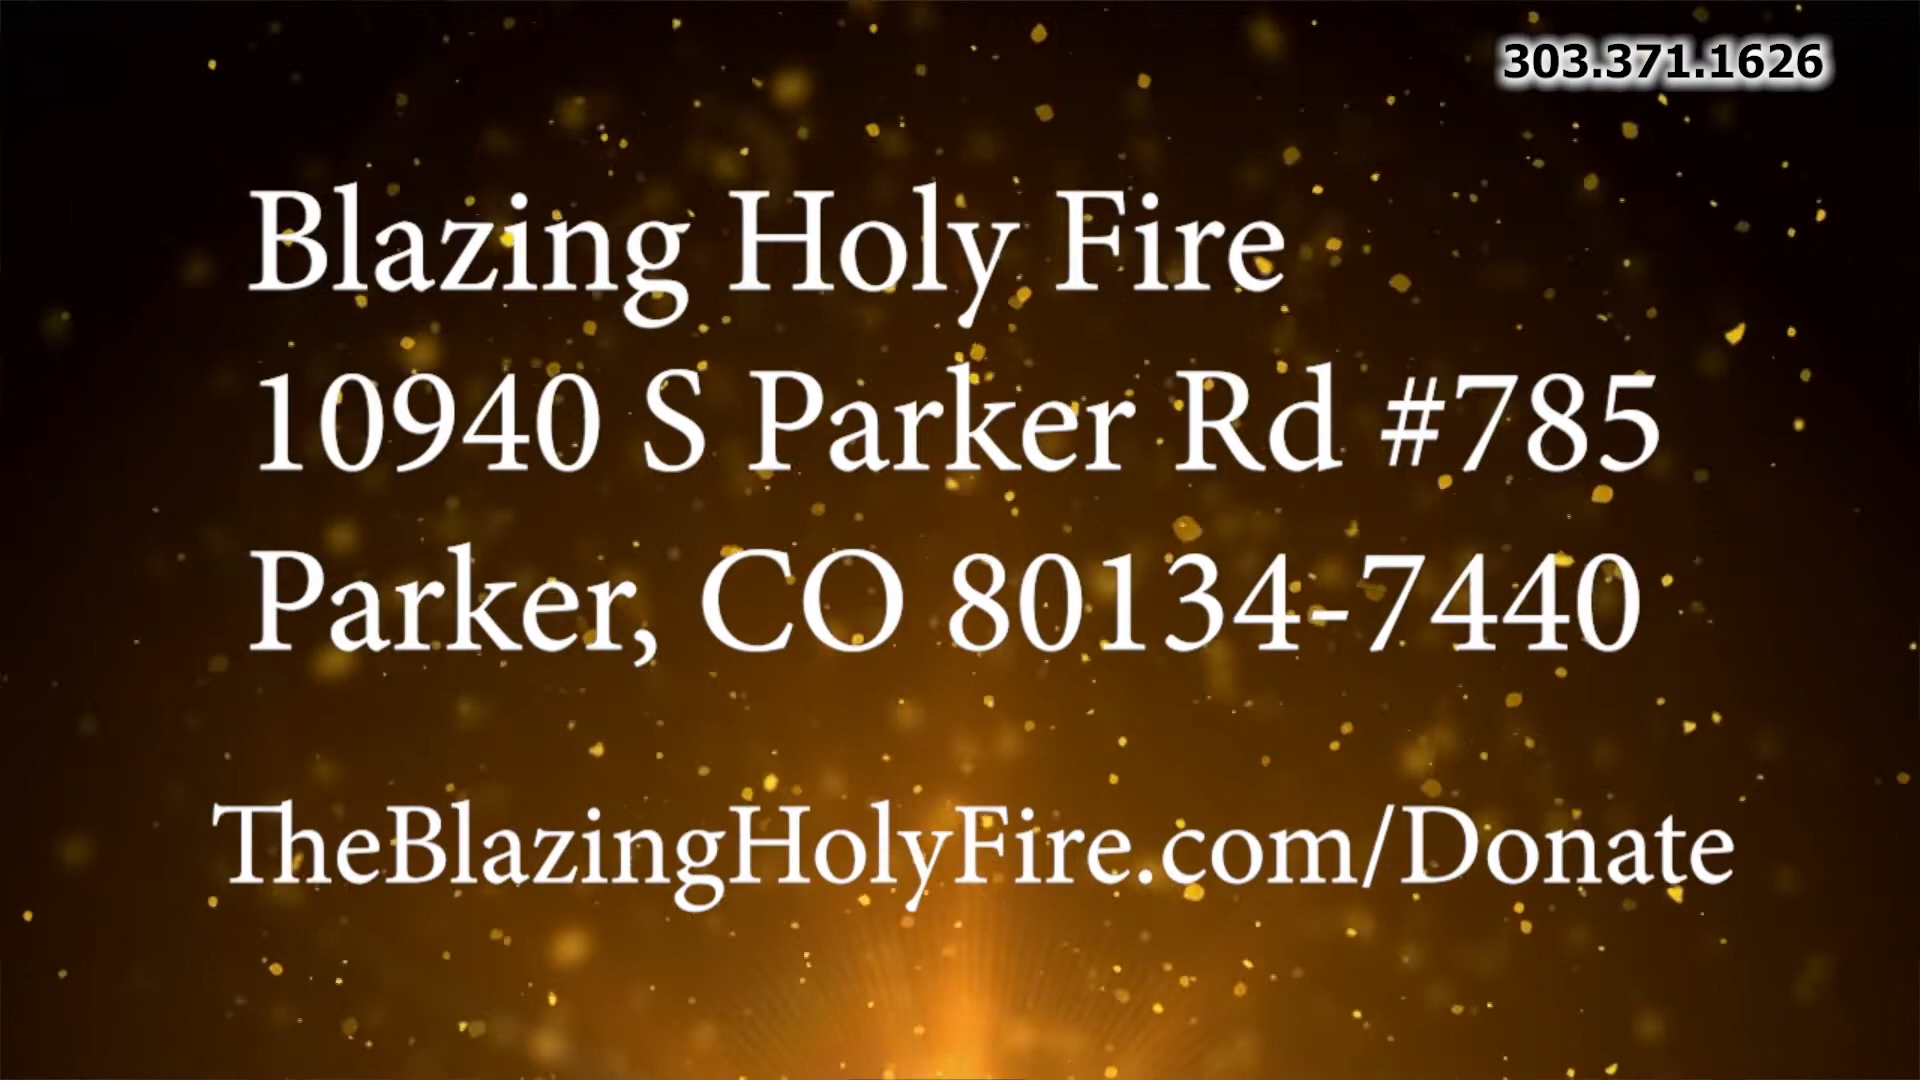 303.371.1626
Blazing Holy Fire
10940 S Parker Rd #785
Parker, CO 80134-7440
TheBlazingHolyFire.com/Donate